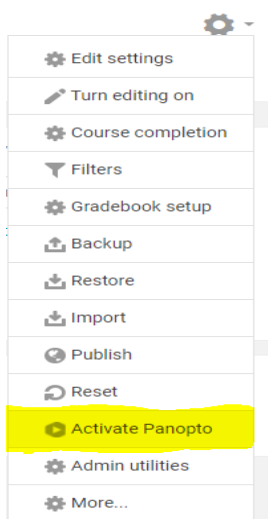 Edit settings
Turn editing on
Course completion
Filters
Gradebook setup
Backup
Restore
Import
Publish
Reset
Activate Panopto
Admin utilities
More...